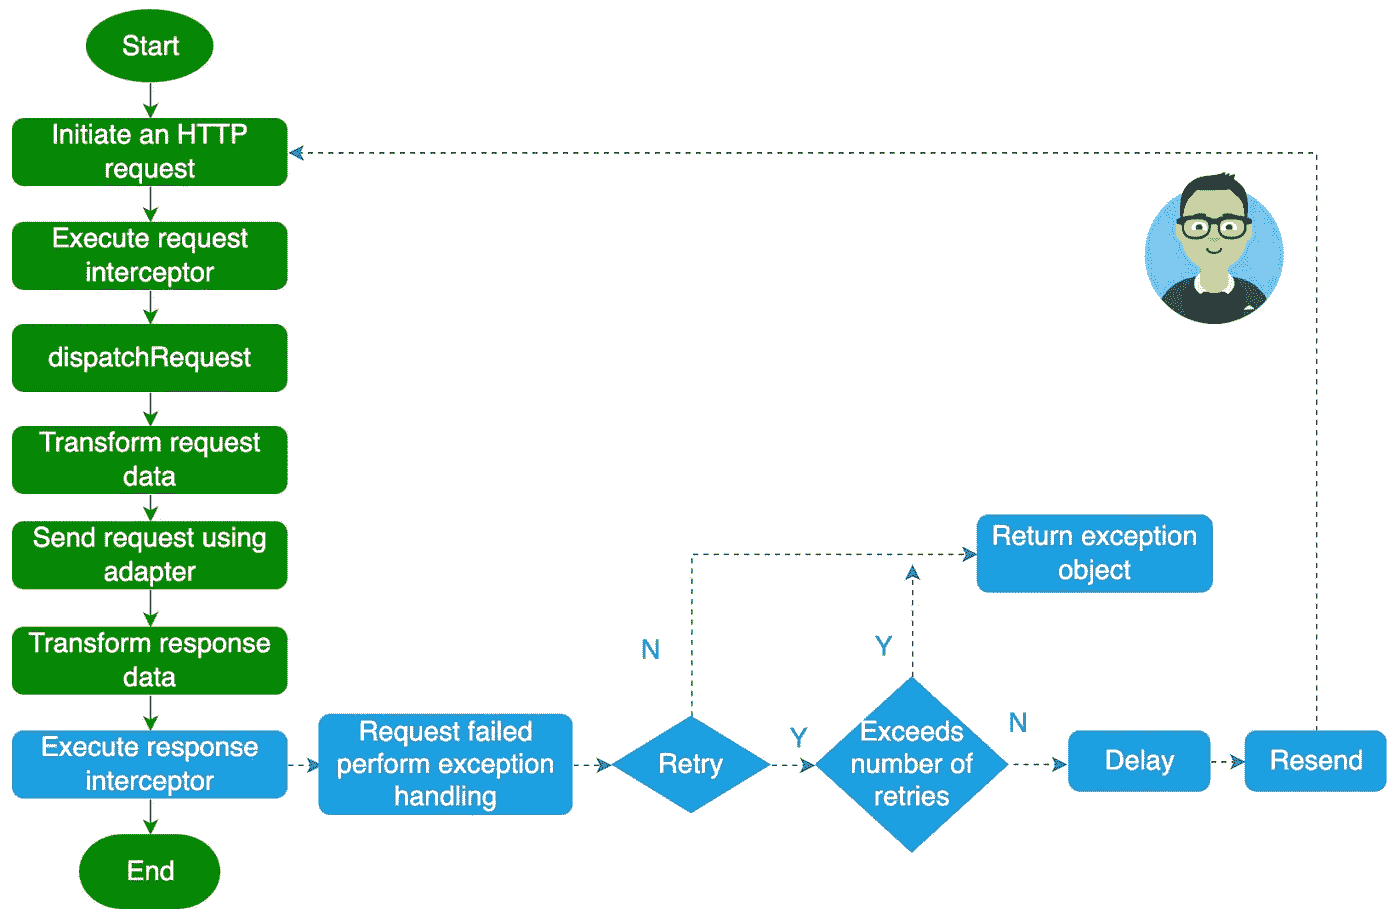 Start
Initiate an HTTP
request
Execute request
interceptor
dispatchRequest
Transform request
data
Send request using
adapter
Transform response
data
Execute response
interceptor
End
Request failed
perform exception
handling
Retry
N
Y
Exceeds
number of
retries
Y
N
Return exception
object
Delay
Resend